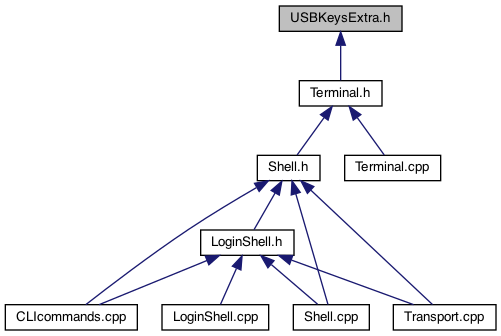 USBKeysExtra.h
Terminal.h
Shell.h
Terminal.cpp
LoginShell.h
CLIcommands.cpp
LoginShell.cpp
Shell.cpp
Transport.cpp